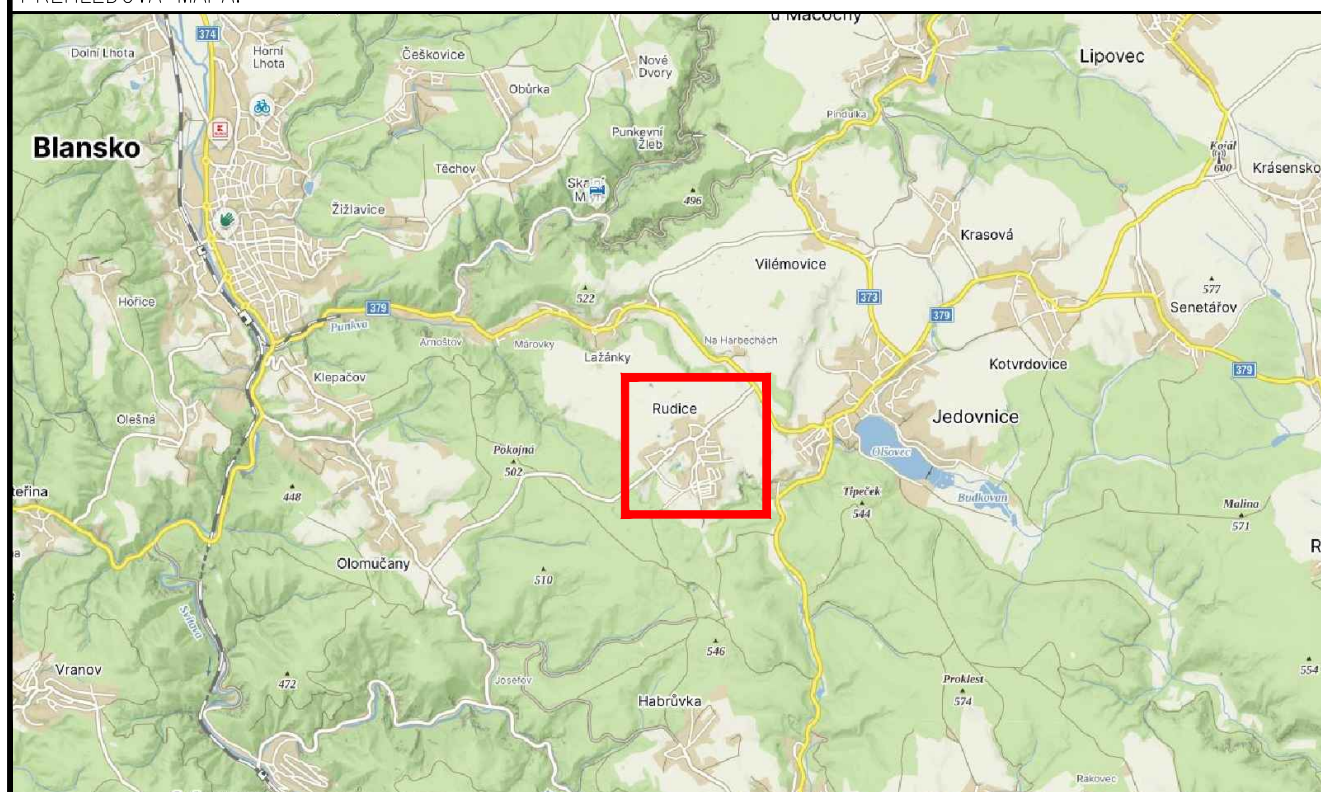 PŘEHLEDOVÁ MAPA:
u Macochy
374
Dolní Lhota
Horní
Lhota
Češkovice
Nové
Dvory
Lipovec
Obůrka
Pindulka
Blansko
Punkevní
Žleb
Kojál
600
Krásensko
Těchov
496
Žižlavice
Krasová
Vilémovice
577
Hořice
522
373
Senetářov
379
Punkva
379
Arnoštov
Márovky
Na Harbechách
Lažánky
Kotvrdovice
379
Klepačov
Rudice
Jedovnice
Olešná
Pokojná
502
Olšovec
448
Tipeček
544
Budkovan
Malina
571
teřina
Olomučany
510
R
Svitava
546
Vranov
472
Josefov
Proklest
574
554
Habrůvka
Rakovec